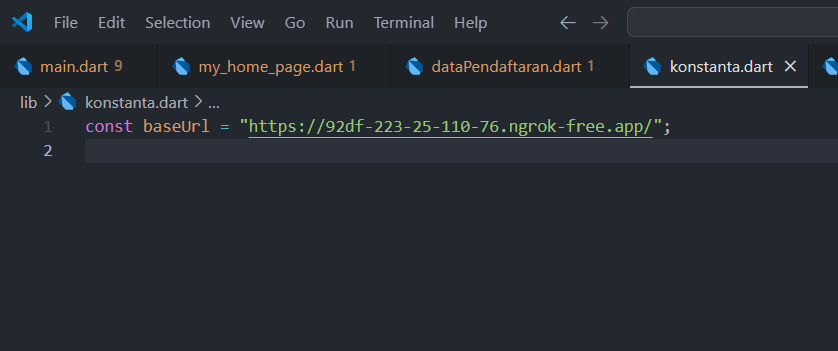 File Edit Selection View Go Run Terminal Help
main.dart 9 my_home_page.dart 1 dataPendaftaran.dart 1 konstanta.dart
lib > konstanta.dart > ...
1 const baseUrl = "https://92df-223-25-110-76.ngrok-free.app/";
2